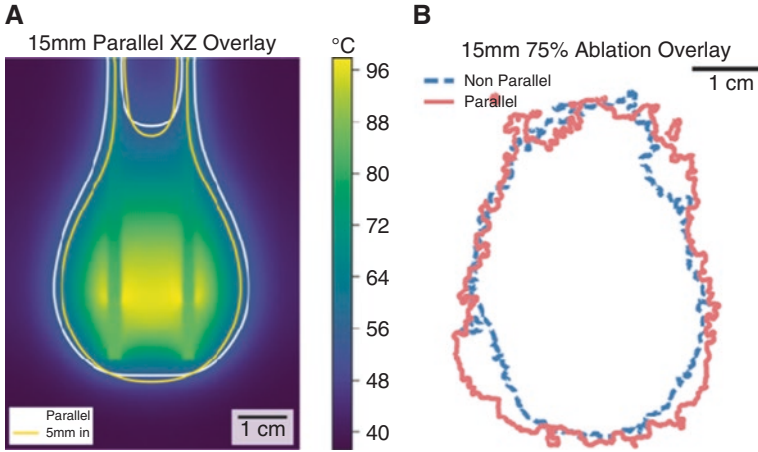 A
15mm Parallel XZ Overlay
°C
96
88
80
72
64
56
48
40
Parallel
5mm in
1 cm
B
15mm 75% Ablation Overlay
1 cm
Non Parallel
Parallel